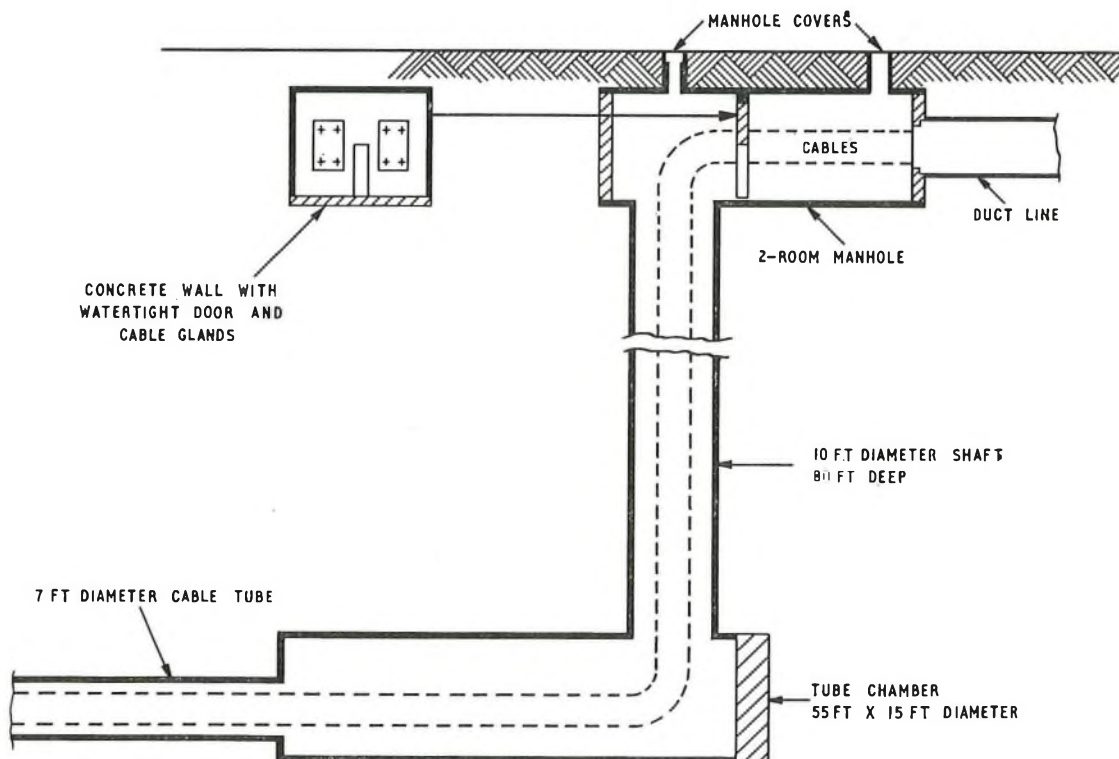 MANHOLE COVERS
CABLES
DUCT LINE
2-ROOM MANHOLE
CONCRETE WALL WITH
WATERTIGHT DOOR AND
CABLE GLANDS
10 FT DIAMETER SHAFT
80 FT DEEP
7 FT DIAMETER CABLE TUBE
TUBE CHAMBER
55 FT X 15 FT DIAMETER